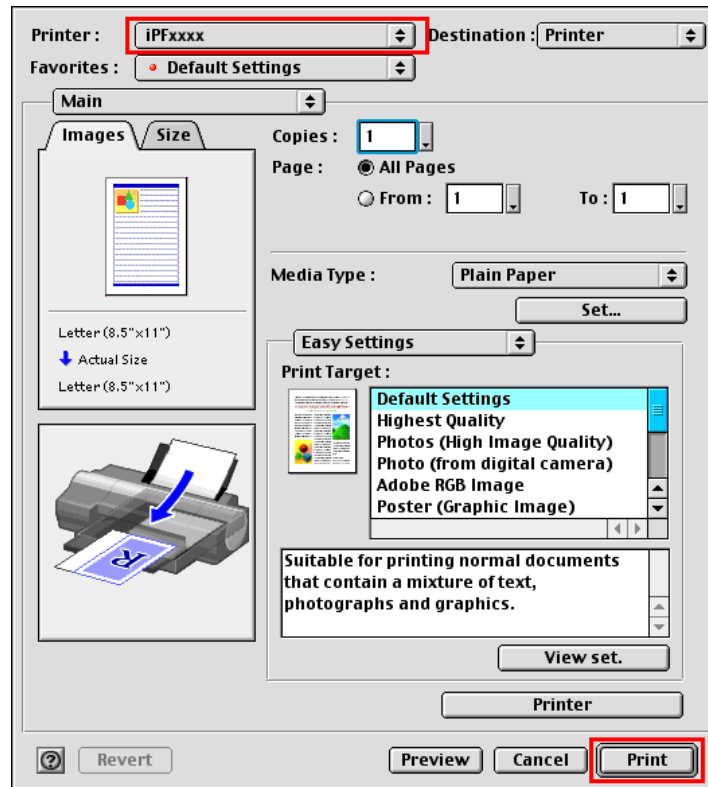 Printer : iPFxxxx Destination : Printer
Favorites : Default Settings
Main
Images Size
Copies : 1
Page : All Pages
From : 1 To : 1
Media Type : Plain Paper
Set...
Letter (8.5"x11")
Actual Size
Letter (8.5"x11")
Easy Settings
Print Target :
Default Settings
Highest Quality
Photos (High Image Quality)
Photo (from digital camera)
Adobe RGB Image
Poster (Graphic Image)
R
Suitable for printing normal documents
that contain a mixture of text,
photographs and graphics.
View set.
Printer
? Revert Preview Cancel Print